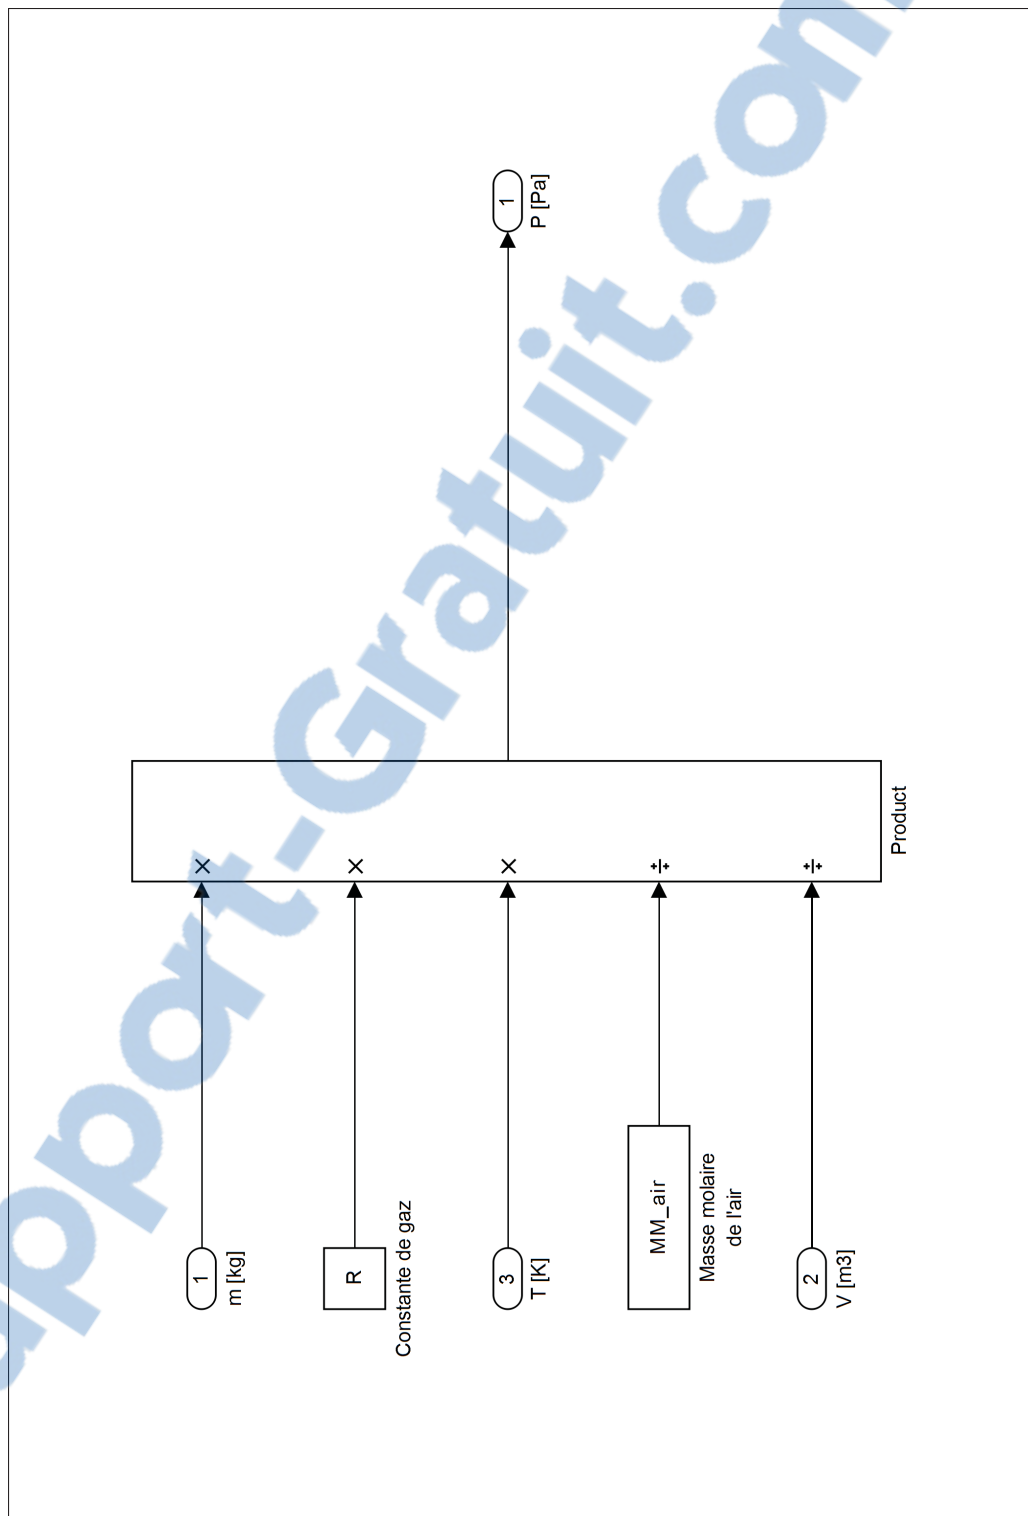 1
m [kg]
×
R
Constante de gaz
×
3
T [K]
×
MM_air
Masse molaire
de l'air
÷
2
V [m3]
÷
Product
1
P [Pa]
pport-Gratuit.com